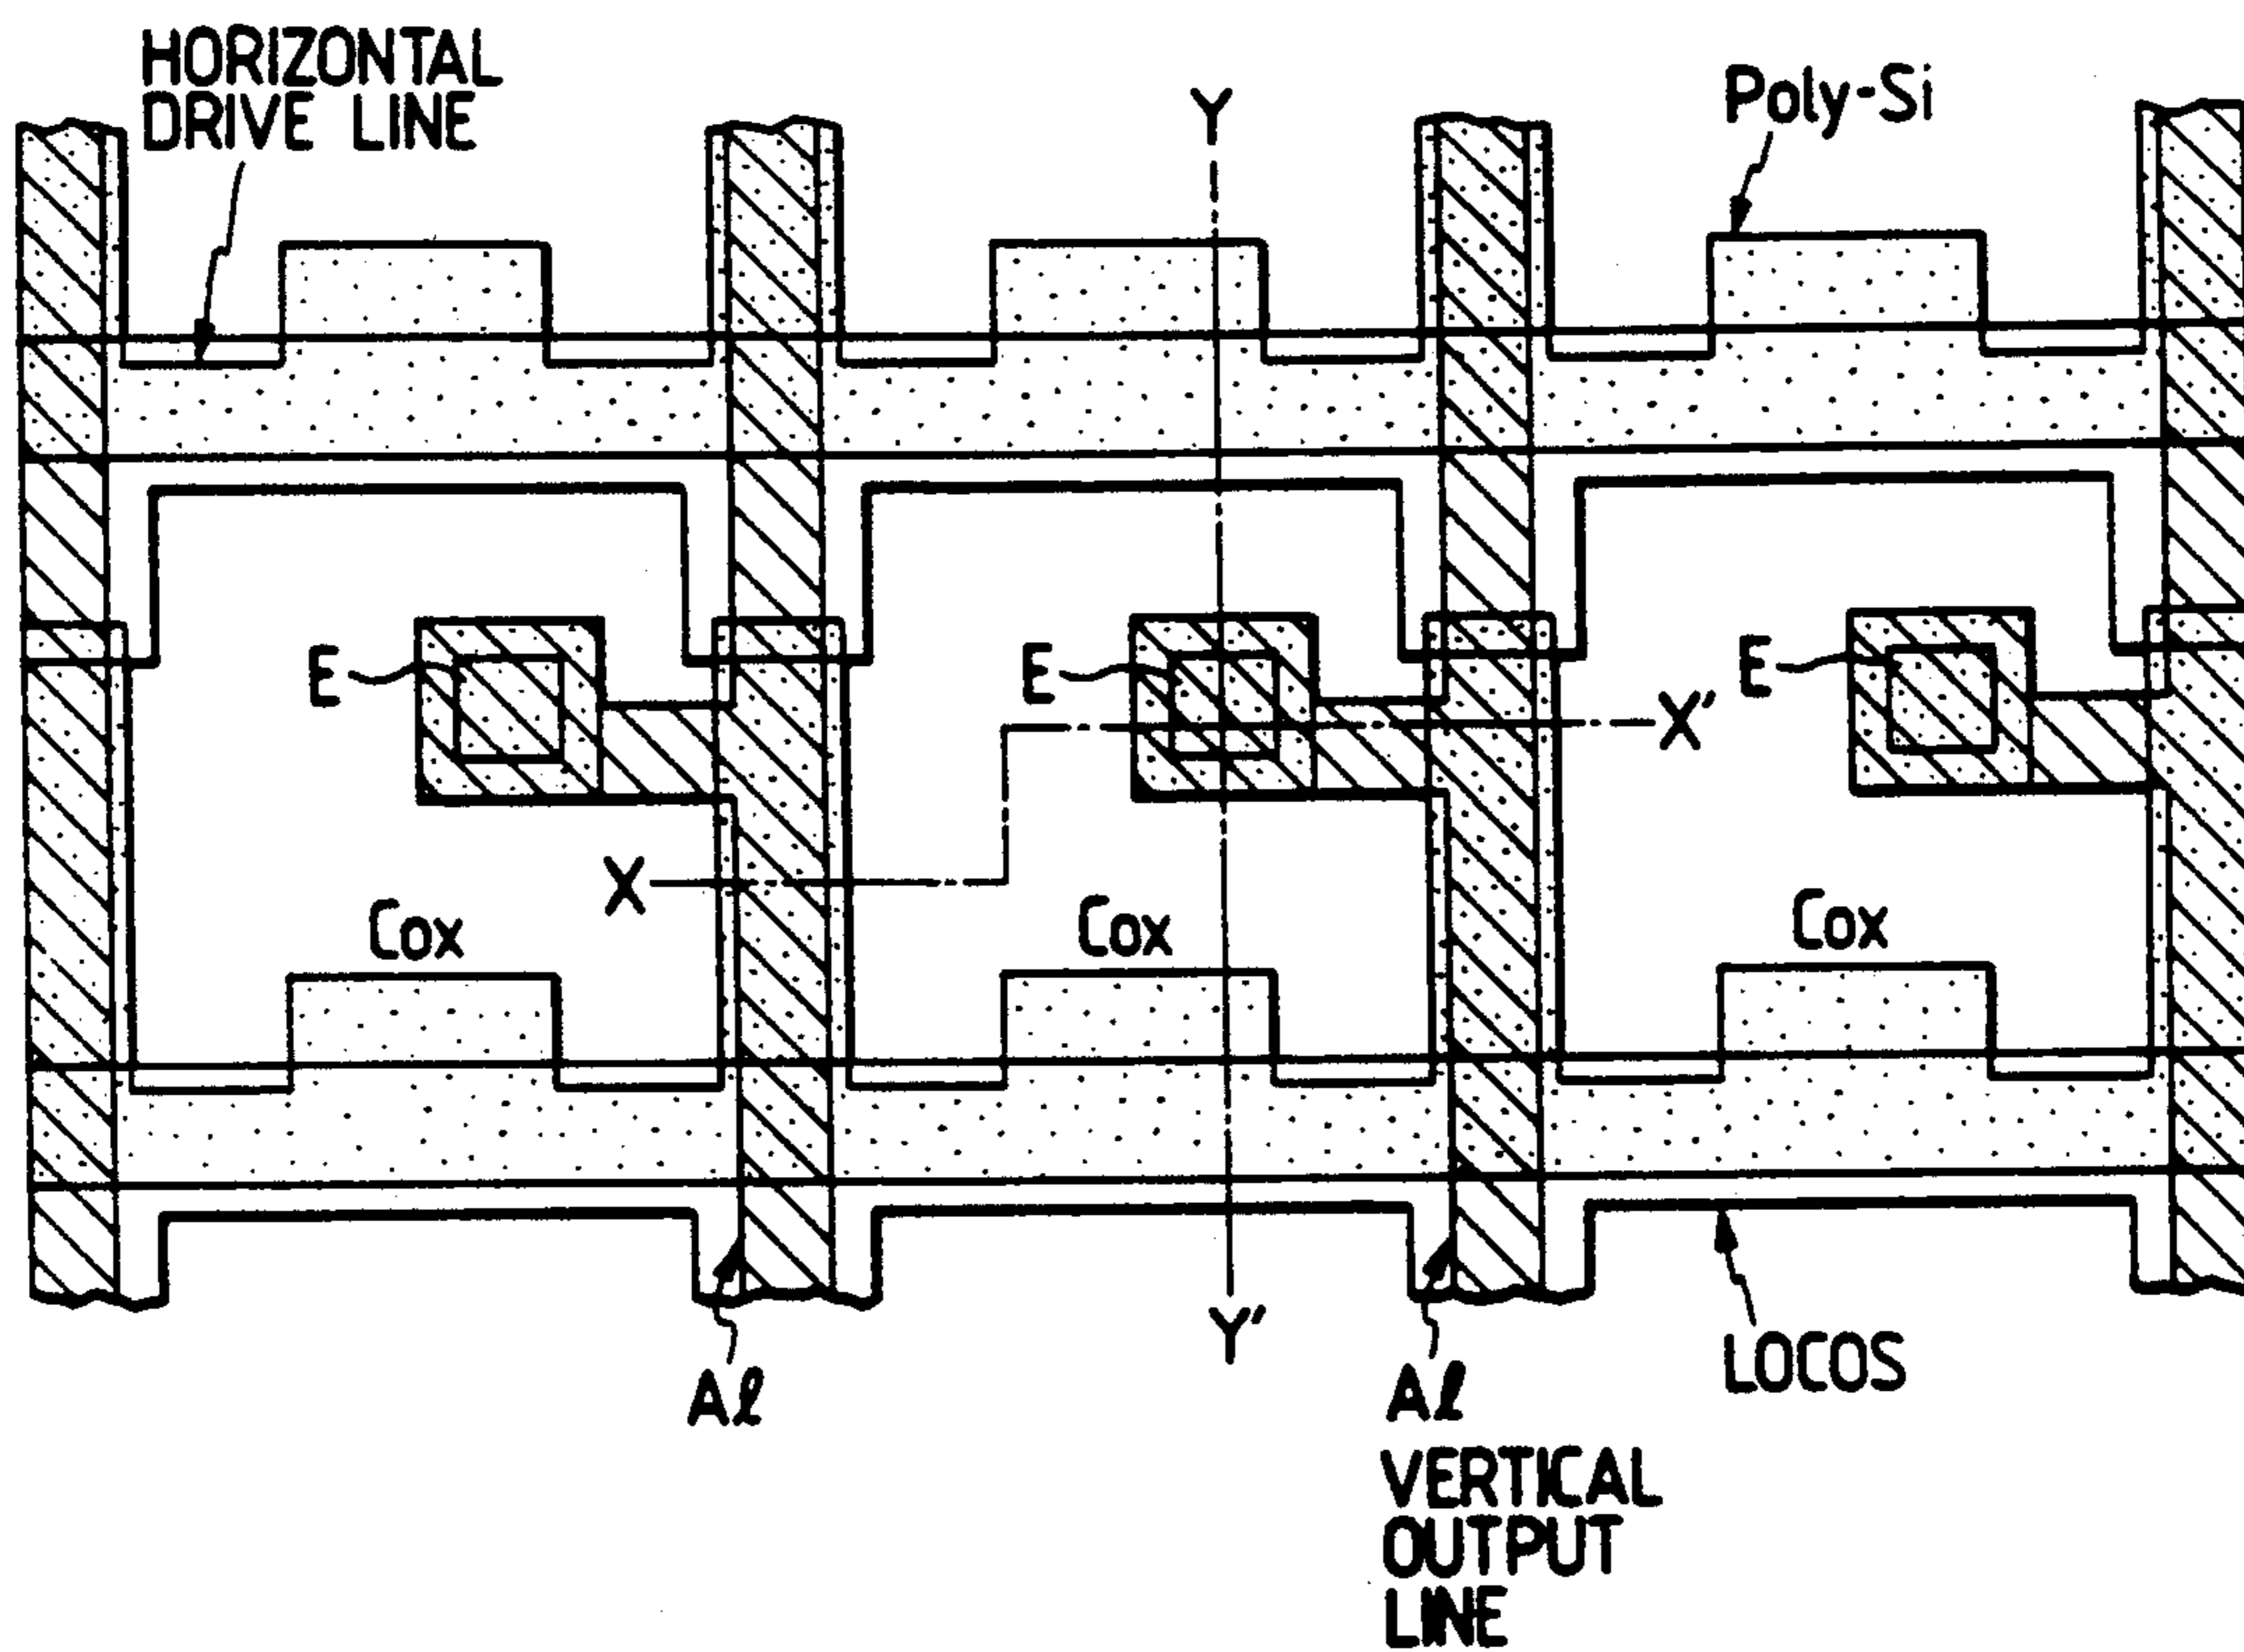 HORIZONTAL
DRIVE LINE
Y
Poly-Si
E
E
E
X'
X
Cox
Cox
Cox
Y'
LOCOS
Aℓ
Aℓ
VERTICAL
OUTPUT
LINE